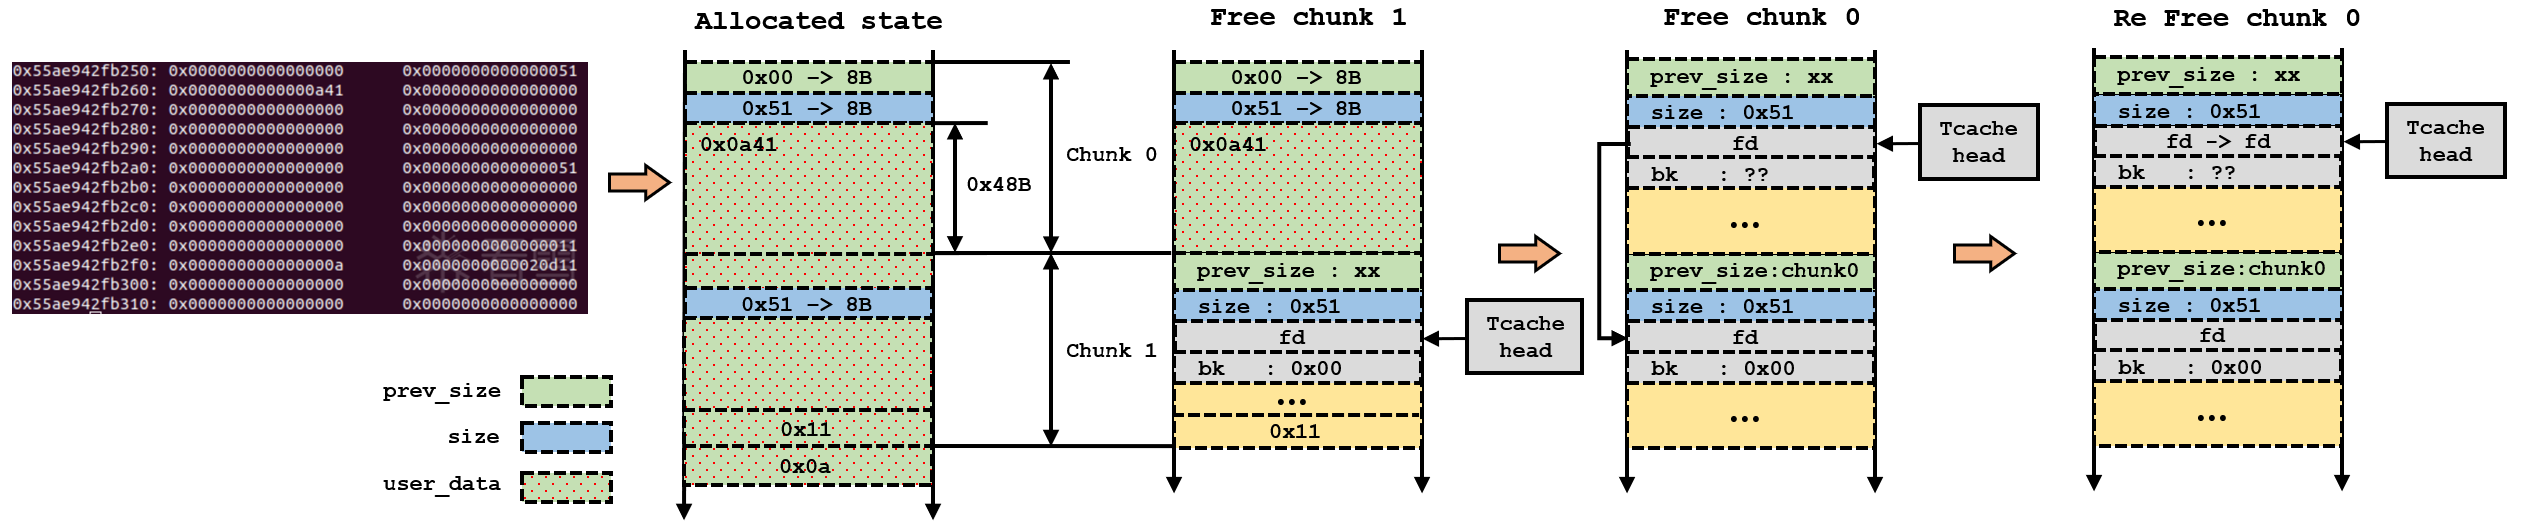 Allocated state
Free chunk 1
Free chunk 0
Re Free chunk 0
0x55ae942fb250: 0x0000000000000000 0x0000000000000051
0x55ae942fb260: 0x0000000000000a41 0x0000000000000000
0x55ae942fb270: 0x0000000000000000 0x0000000000000000
0x55ae942fb280: 0x0000000000000000 0x0000000000000000
0x55ae942fb290: 0x0000000000000000 0x0000000000000000
0x55ae942fb2a0: 0x0000000000000000 0x0000000000000051
0x55ae942fb2b0: 0x0000000000000000 0x0000000000000000
0x55ae942fb2c0: 0x0000000000000000 0x0000000000000000
0x55ae942fb2d0: 0x0000000000000000 0x0000000000000000
0x55ae942fb2e0: 0x0000000000000000 0x0000000000000011
0x55ae942fb2f0: 0x000000000000000a 0x0000000000020d11
0x55ae942fb300: 0x0000000000000000 0x0000000000000000
0x55ae942fb310: 0x0000000000000000 0x0000000000000000
prev_size
size
user_data
0x00 -> 8B
0x51 -> 8B
0x0a41
0x51 -> 8B
0x11
0x0a
0x48B
Chunk 0
Chunk 1
0x00 -> 8B
0x51 -> 8B
0x0a41
prev_size : xx
size : 0x51
fd
bk : 0x00
...
0x11
Tcache
head
prev_size : xx
size : 0x51
fd
bk : ??
...
prev_size:chunk0
size : 0x51
fd
bk : 0x00
...
Tcache
head
prev_size : xx
size : 0x51
fd -> fd
bk : ??
...
prev_size:chunk0
size : 0x51
fd
bk : 0x00
...
Tcache
head